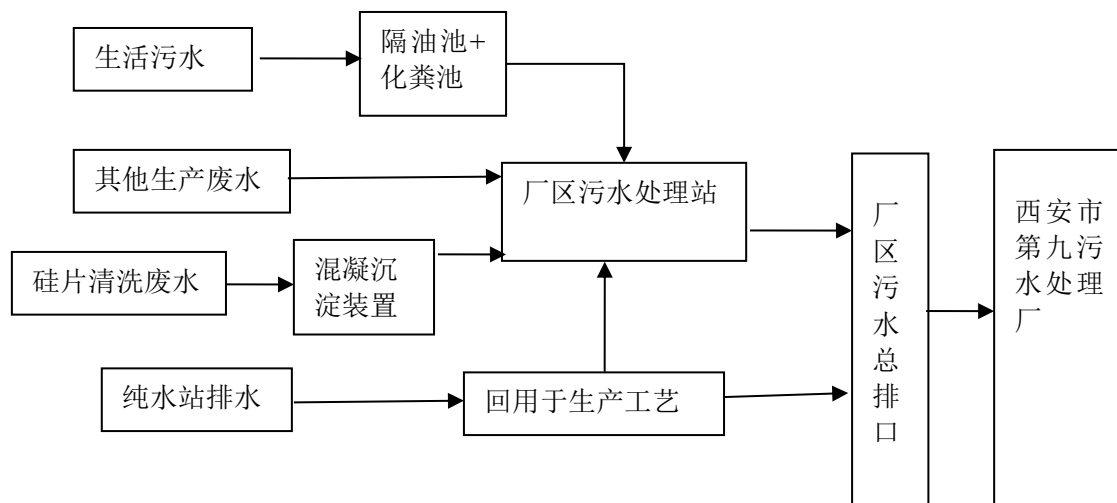 生活污水
隔油池+
化粪池
其他生产废水
厂区污水处理站
硅片清洗废水
混凝沉
淀装置
纯水站排水
回用于生产工艺
厂
区
污
水
总
排
口
西安市
第九污
水处理
厂